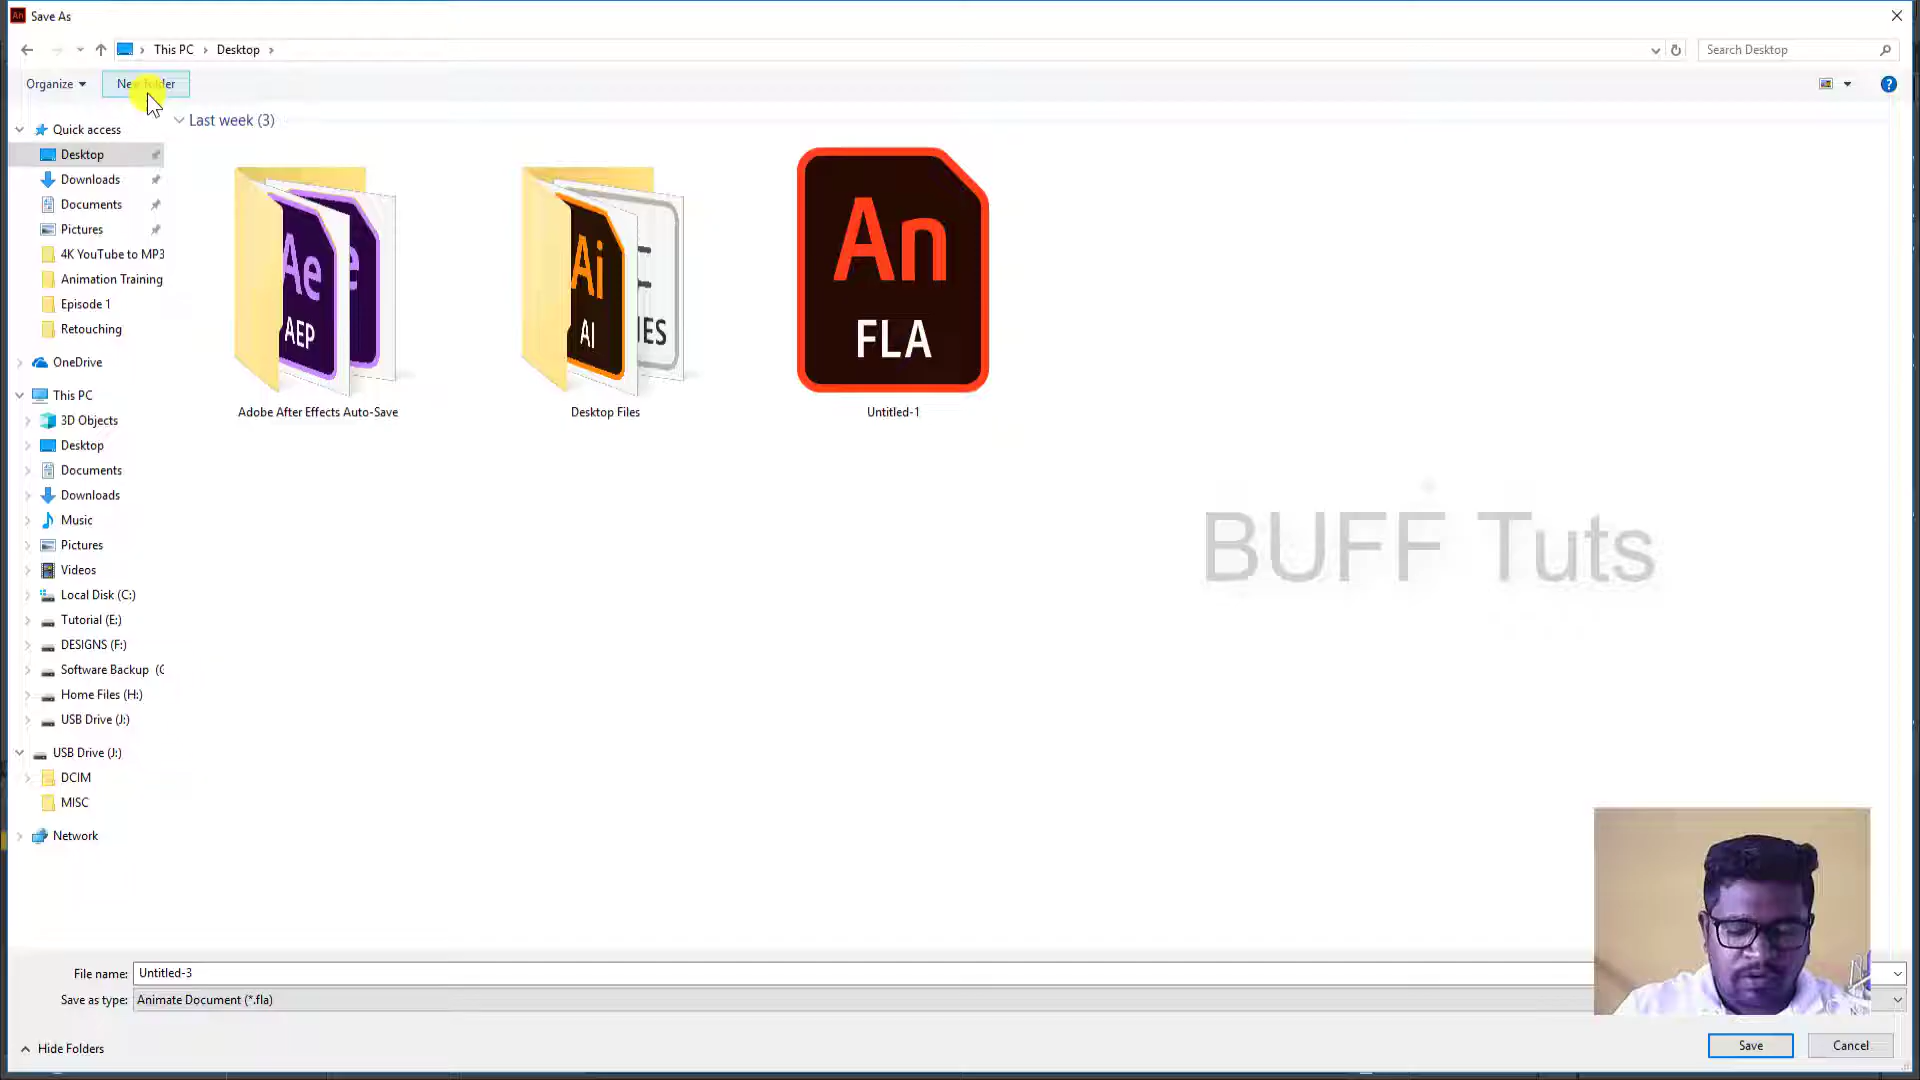 An Save As
This PC Desktop
Search Desktop
Organize New folder
Quick access
Desktop
Downloads
Documents
Pictures
4K YouTube to MP3
Animation Training
Episode 1
Retouching
OneDrive
This PC
3D Objects
Desktop
Documents
Downloads
Music
Pictures
Videos
Local Disk (C:)
Tutorial (E:)
DESIGNS (F:)
Software Backup (G
Home Files (H:)
USB Drive (J:)
USB Drive (J:)
DCIM
MISC
Network
Last week (3)
Ae e
AEP
Adobe After Effects Auto-Save
Ai
AI IES
Desktop Files
An
FLA
Untitled-1
BUFF Tuts
File name: Untitled-3
Save as type: Animate Document (*.fla)
Hide Folders
Save Cancel